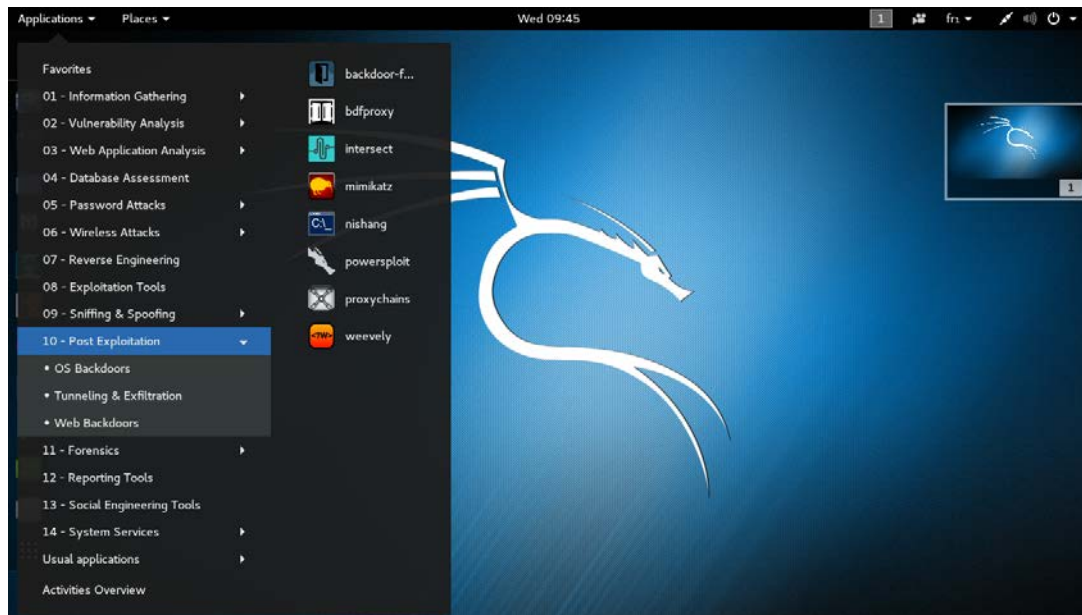 Applications Places Wed 09:45 1 fr₁
Favorites
01 - Information Gathering
02 - Vulnerability Analysis
03 - Web Application Analysis
04 - Database Assessment
05 - Password Attacks
06 - Wireless Attacks
07 - Reverse Engineering
08 - Exploitation Tools
09 - Sniffing & Spoofing
10 - Post Exploitation
• OS Backdoors
• Tunneling & Exfiltration
• Web Backdoors
11 - Forensics
12 - Reporting Tools
13 - Social Engineering Tools
14 - System Services
Usual applications
Activities Overview
backdoor-f...
bdfproxy
intersect
mimikatz
C:\_ nishang
powersploit
proxychains
<TW> weevely
1